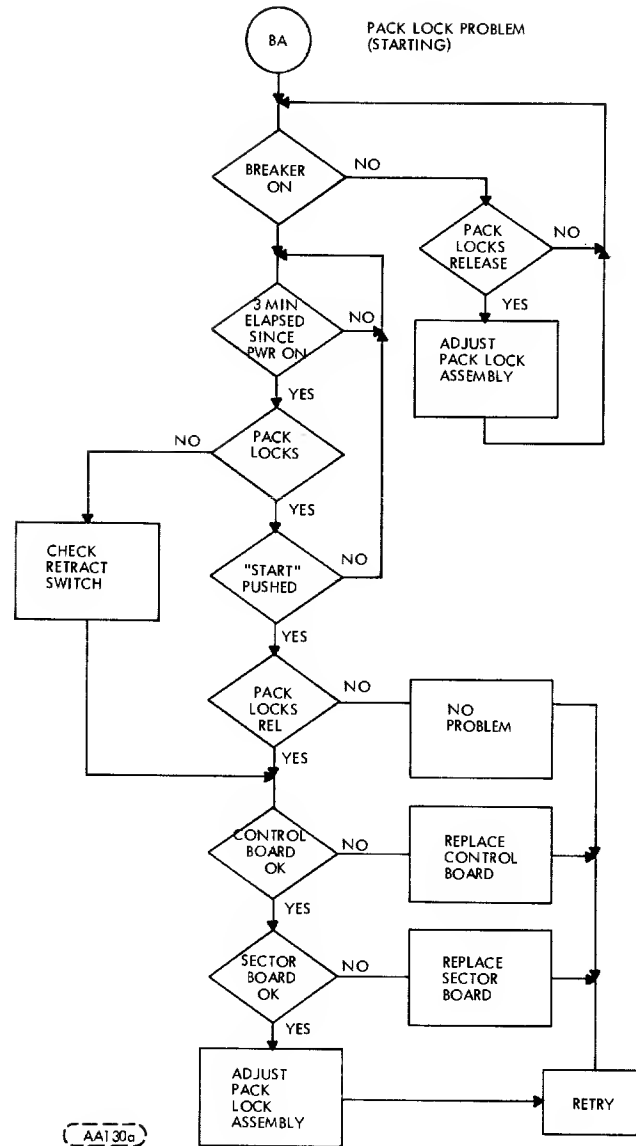 BA
PACK LOCK PROBLEM
(STARTING)
BREAKER
ON
NO
PACK
LOCKS
RELEASE
NO
YES
ADJUST
PACK LOCK
ASSEMBLY
3 MIN
ELAPSED
SINCE
PWR ON
NO
YES
PACK
LOCKS
NO
YES
CHECK
RETRACT
SWITCH
"START"
PUSHED
NO
YES
PACK
LOCKS
REL
NO
YES
NO
PROBLEM
CONTROL
BOARD
OK
NO
YES
REPLACE
CONTROL
BOARD
SECTOR
BOARD
OK
NO
YES
REPLACE
SECTOR
BOARD
ADJUST
PACK
LOCK
ASSEMBLY
RETRY
AA130a